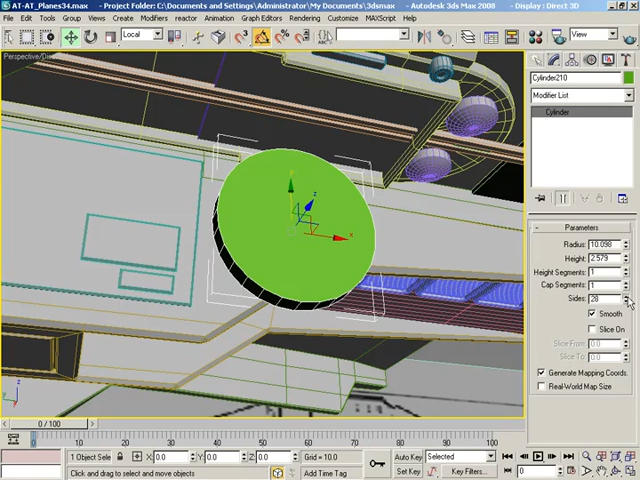 AT-AT_Planes34.max - Project Folder: C:\Documents and Settings\Administrator\My Documents\3dsmax - Autodesk 3ds Max 2008 - Display : Direct 3D
Edit Tools Group Views Create Modifiers reactor Animation Graph Editors Rendering Customize MAXScript Help
Local
Cylinder210
Modifier List
Cylinder
- Parameters
Radius: 10.098
Height: 2.579
Height Segments: 1
Cap Segments: 1
Sides: 28
Smooth
Slice On
Slice From: 0.0
Slice To: 0.0
Generate Mapping Coords.
Real-World Map Size
x
z
x
z
0 / 100
0 10 20 30 40 50 60 70 80 90 100
1 Object Selec X: 0.0 Y: 0.0 Z: 0.0 Grid = 10.0
Auto Key Selected
Click and drag to select and move objects
Add Time Tag
Set Key Key Filters... 0